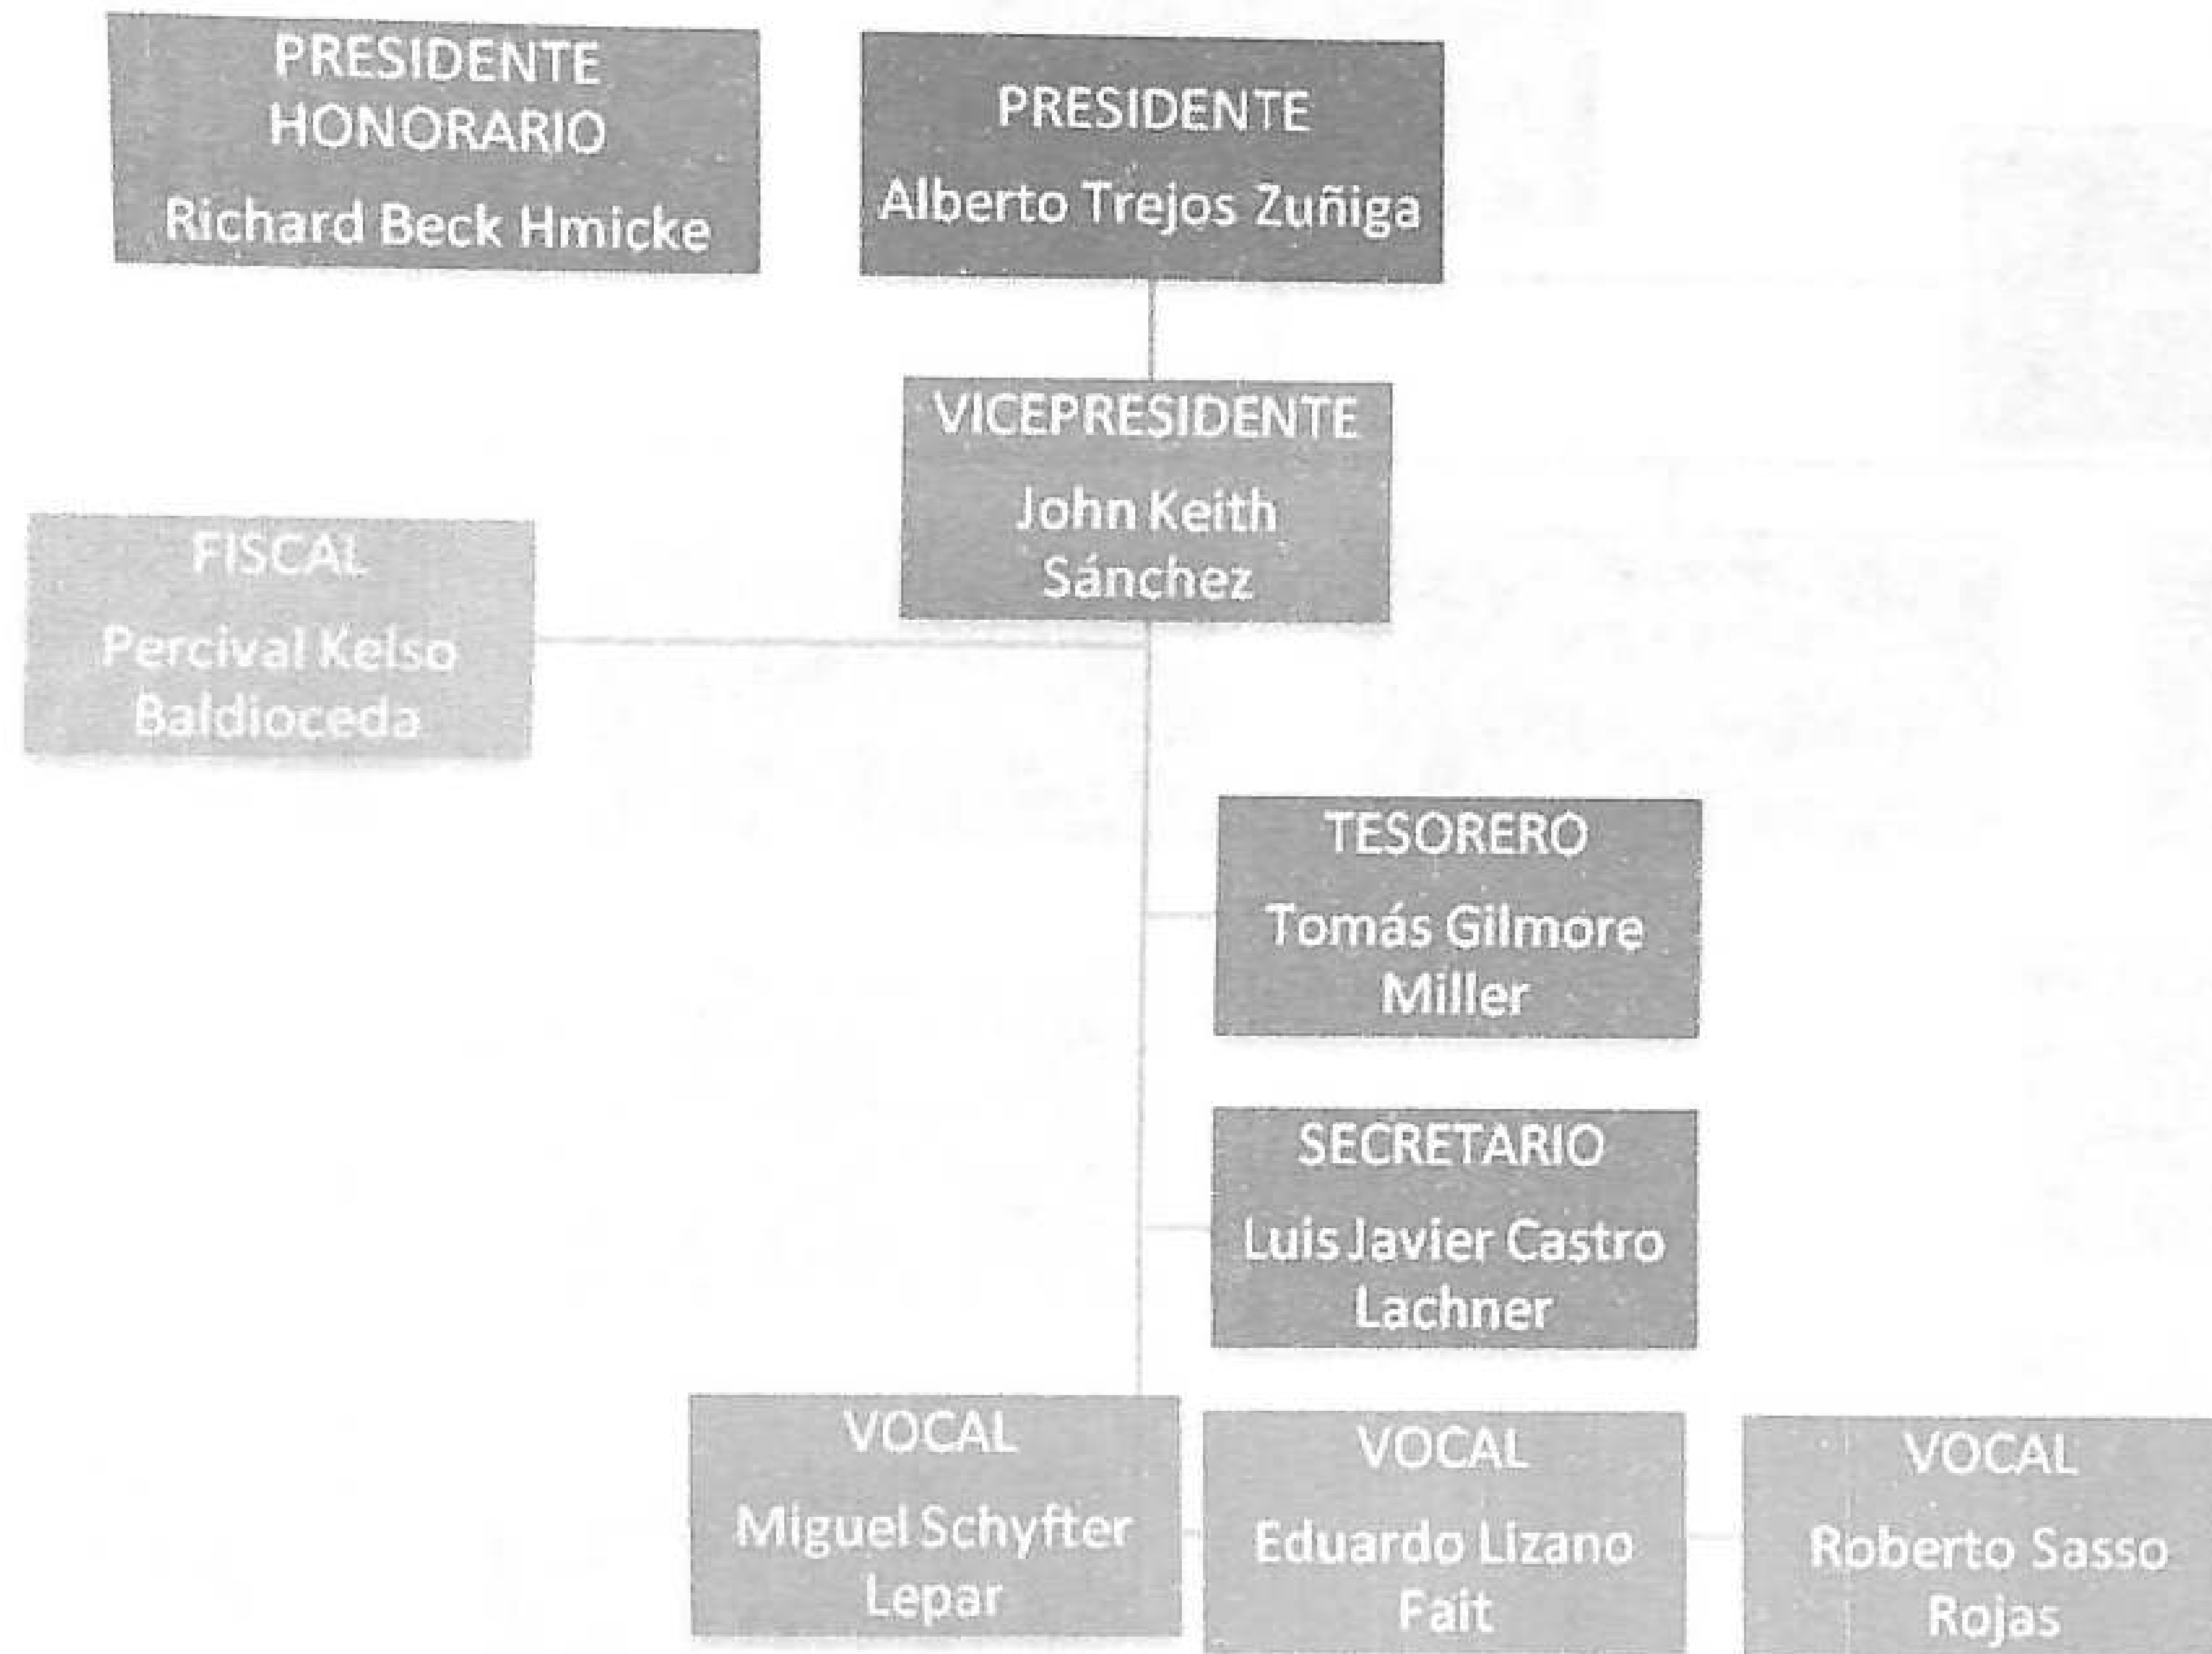 PRESIDENTE
HONORARIO
Richard Beck Hmicke
PRESIDENTE
Alberto Trejos Zuñiga
VICEPRESIDENTE
John Keith
Sánchez
FISCAL
Percival Kelso
Baldioceda
TESORERO
Tomás Gilmore
Miller
SECRETARIO
Luis Javier Castro
Lachner
VOCAL
Miguel Schyfter
Lepar
VOCAL
Eduardo Lizano
Fait
VOCAL
Roberto Sasso
Rojas